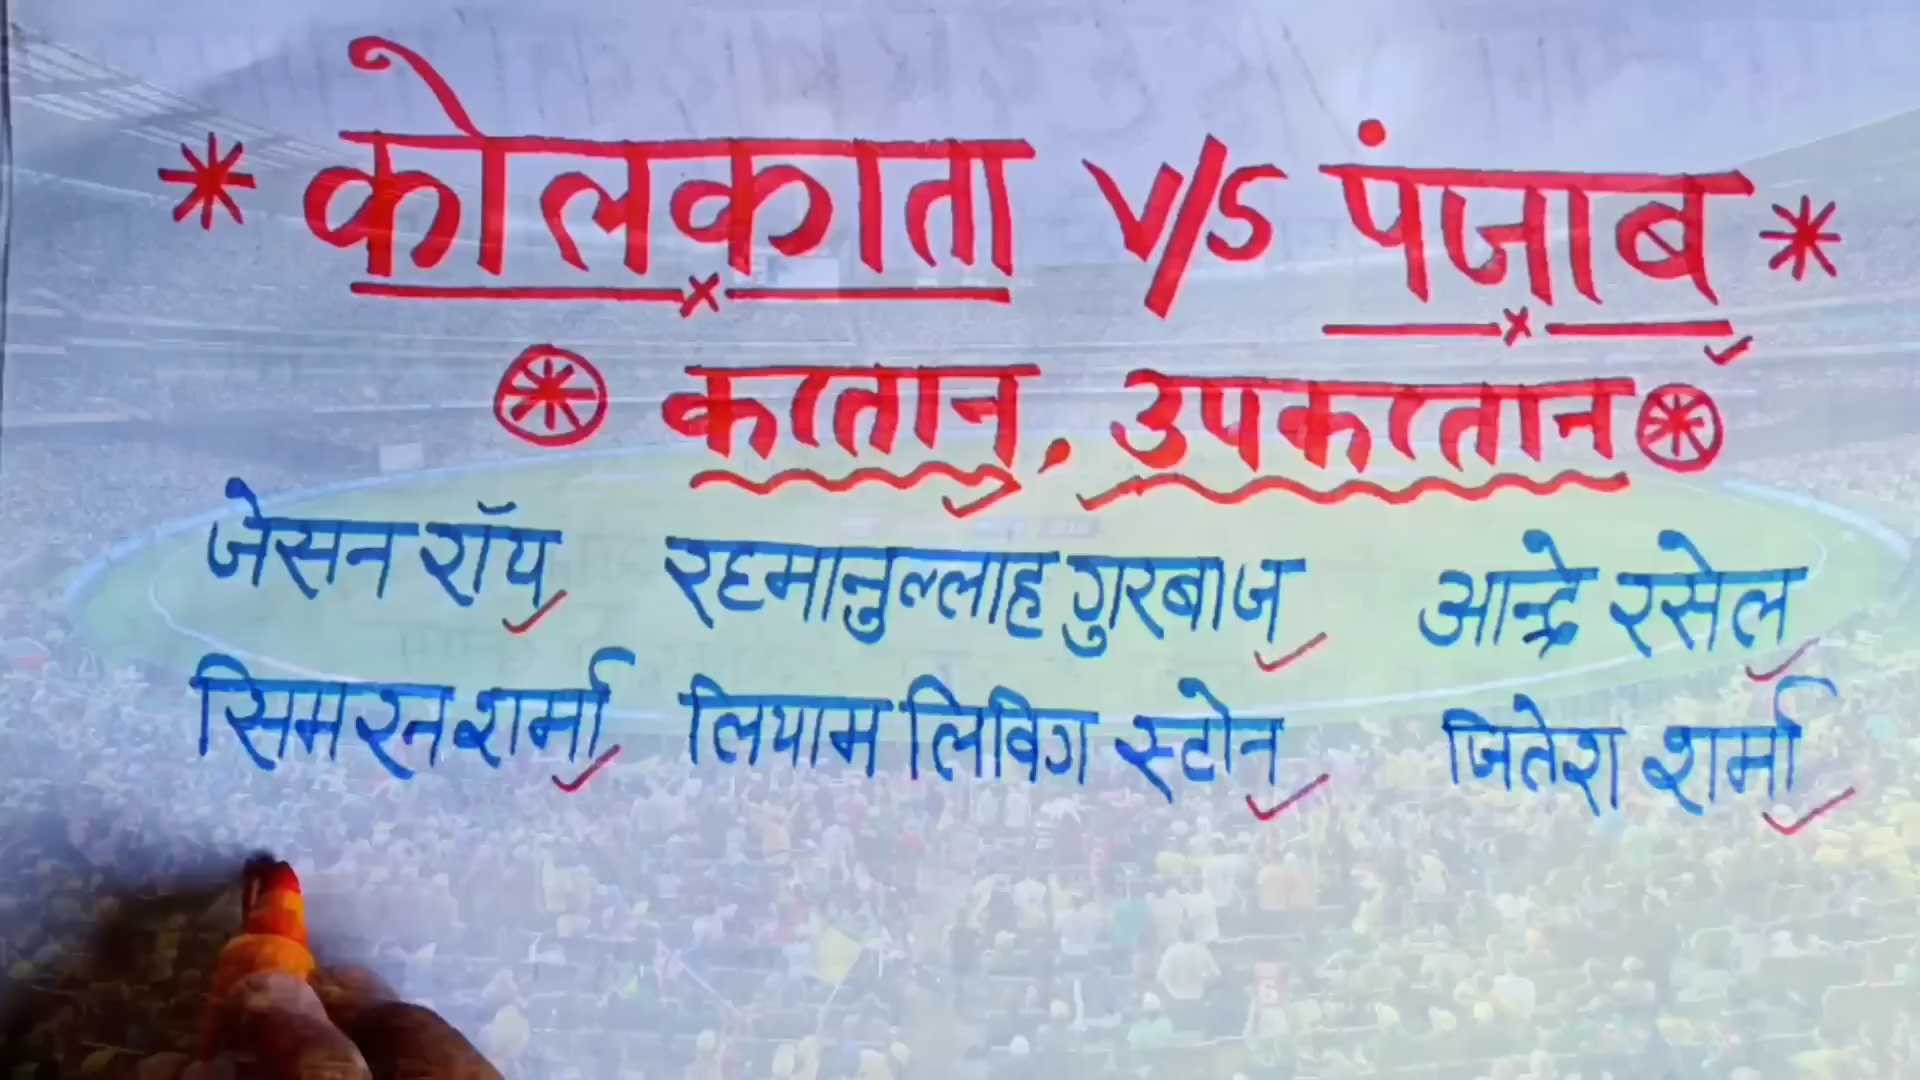 * कोलकाता V/S पंजाब *
कप्तान, उपकप्तान
जेसन रॉय रहमानुल्लाह गुरबाज आन्द्रे रसेल
सिमरन शर्मा लियाम लिविग स्टोन जितेश शर्मा